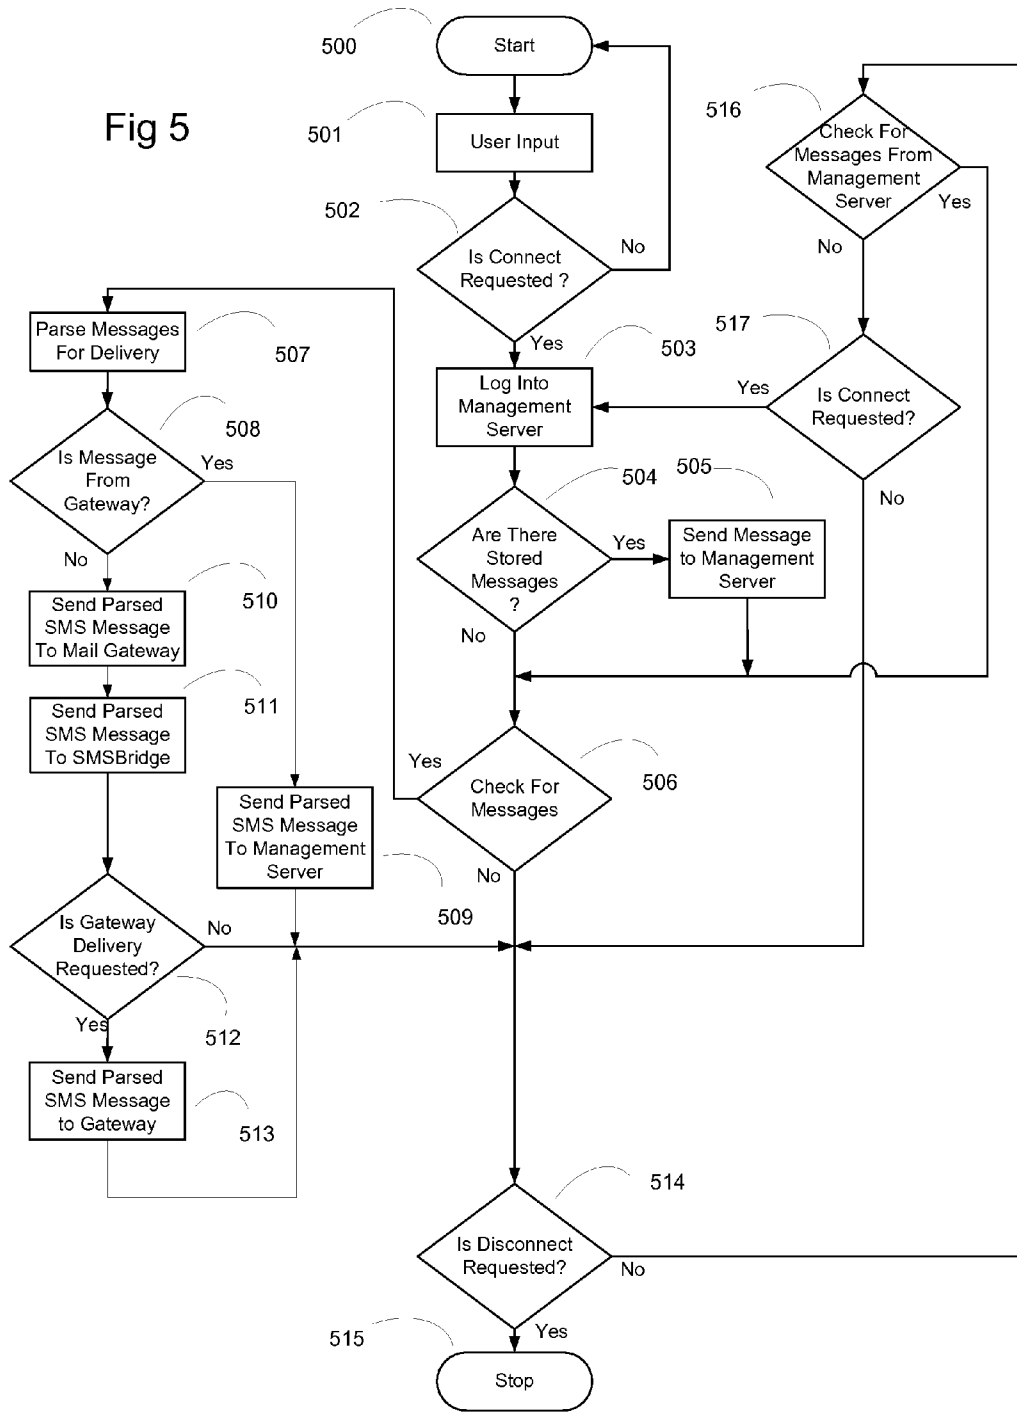 Fig 5
500
Start
501
User Input
502
Is Connect
Requested ?
No
Yes
516
Check For
Messages From
Management
Server
Yes
No
517
Is Connect
Requested?
Yes
No
503
Log Into
Management
Server
504
Are There
Stored
Messages
?
Yes
No
505
Send Message
to Management
Server
506
Check For
Messages
Yes
No
507
Parse Messages
For Delivery
508
Is Message
From
Gateway?
Yes
No
510
Send Parsed
SMS Message
To Mail Gateway
511
Send Parsed
SMS Message
To SMSBridge
Send Parsed
SMS Message
To Management
Server
509
Is Gateway
Delivery
Requested?
No
Yes
512
Send Parsed
SMS Message
to Gateway
513
514
Is Disconnect
Requested?
No
Yes
515
Stop